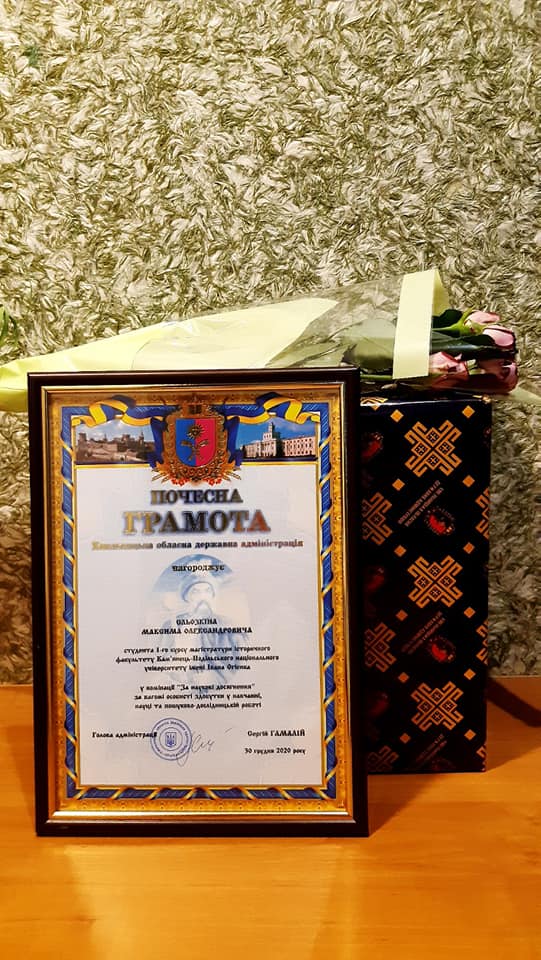 ПОЧЕСНА
ГРАМОТА
Хмельницька обласна державна адміністрація
нагороджує
ЄЛЬОЗКІНА
МАКСИМА ОЛЕКСАНДРОВИЧА
студента 1-го курсу магістратури історичного
факультету Кам'янець-Подільського національного
університету імені Івана Огієнка
у номінації "За наукові досягнення"
за вагомі особисті здобутки у навчанні,
науці та пошуково-дослідницькій роботі
Голова адміністрації
Сергій ГАМАЛІЙ
30 грудня 2020 року